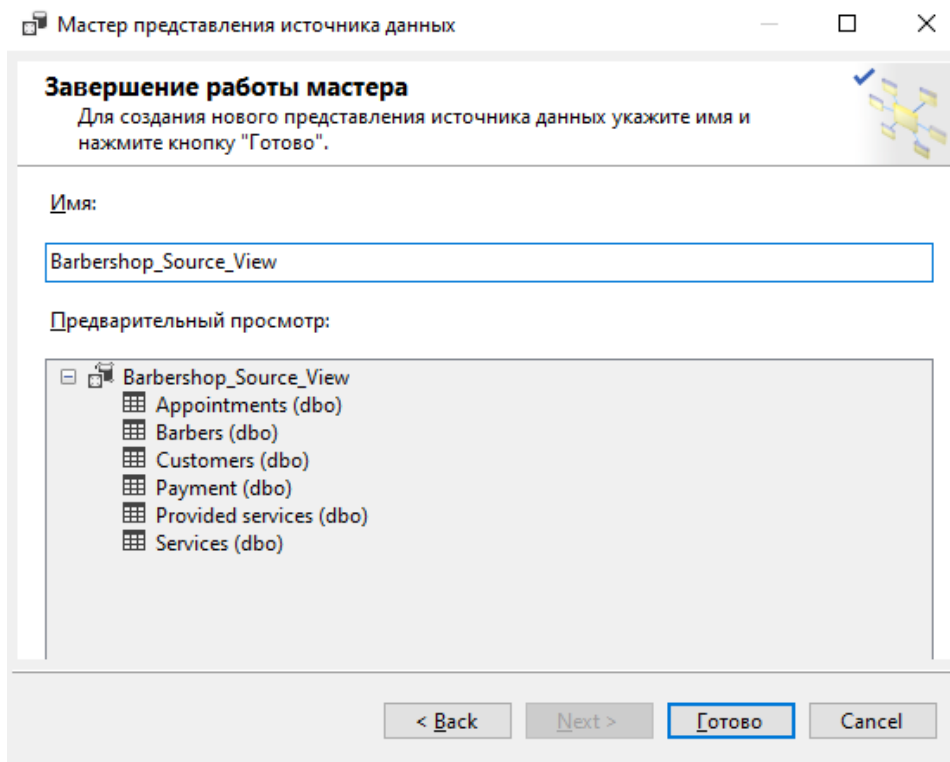 Мастер представления источника данных
Завершение работы мастера
Для создания нового представления источника данных укажите имя и
нажмите кнопку "Готово".
Имя:
Barbershop_Source_View
Предварительный просмотр:
Barbershop_Source_View
Appointments (dbo)
Barbers (dbo)
Customers (dbo)
Payment (dbo)
Provided services (dbo)
Services (dbo)
< Back Next > Готово Cancel